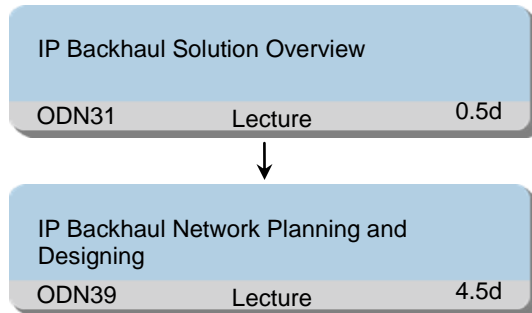 IP Backhaul Solution Overview
ODN31 Lecture 0.5d
IP Backhaul Network Planning and
Designing
ODN39 Lecture 4.5d